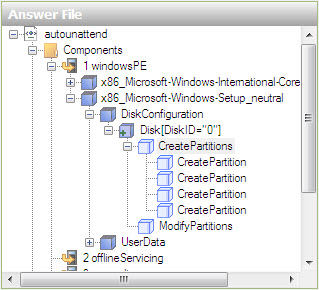 Answer File
autounattend
Components
1 windowsPE
x86_Microsoft-Windows-International-Core
x86_Microsoft-Windows-Setup_neutral
DiskConfiguration
Disk[DiskID="0"]
CreatePartitions
CreatePartition
CreatePartition
CreatePartition
CreatePartition
ModifyPartitions
UserData
2 offlineServicing